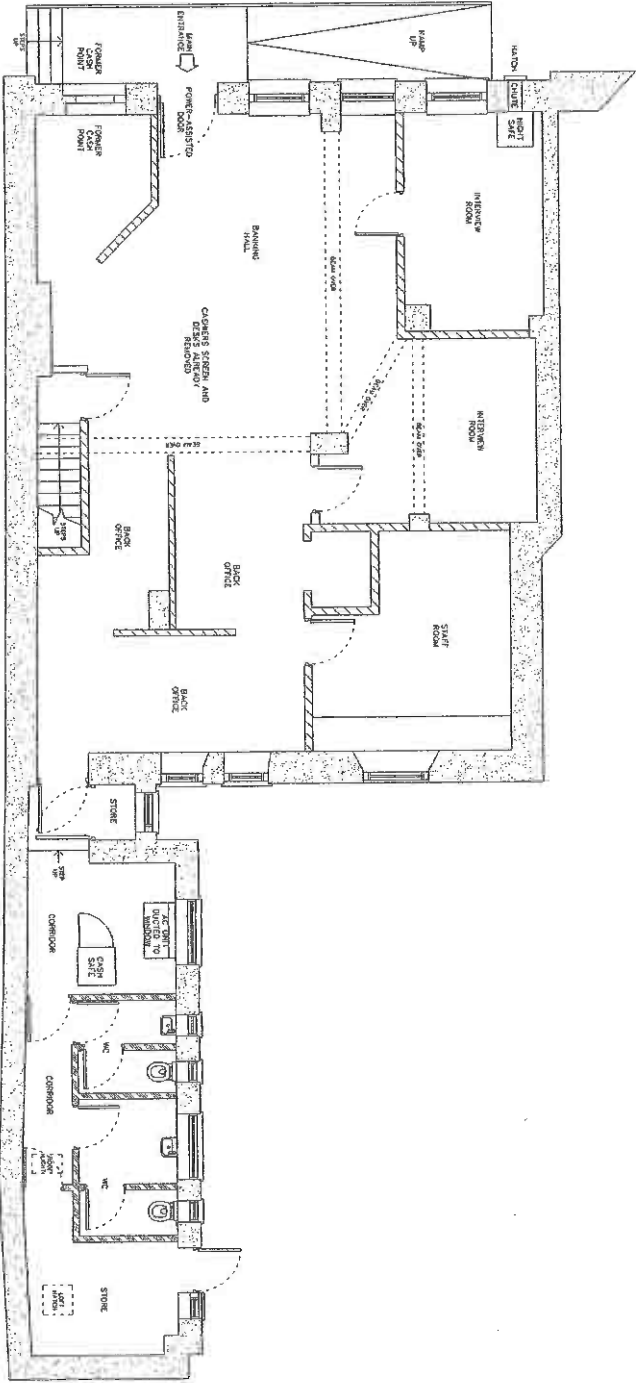 STEPS
UP
FORMER
CASH
POINT
MAIN
ENTRANCE
RAMP
UP
HATCH
CHUTE
NIGHT
SAFE
POWER-ASSISTED
DOOR
FORMER
CASH
POINT
INTERVIEW
ROOM
BANKING
HALL
BEAM OVER
CASHIERS SCREEN AND
DESKS ALREADY
REMOVED
BEAM OVER
BEAM OVER
INTERVIEW
ROOM
BEAM OVER
STEPS
UP
BACK
OFFICE
BACK
OFFICE
STAFF
ROOM
BACK
OFFICE
STORE
STEP
UP
CORRIDOR
CASH
SAFE
AC UNIT
DUCTED TO
WINDOW
WC
CORRIDOR
WC
STORE
LOFT
HATCH